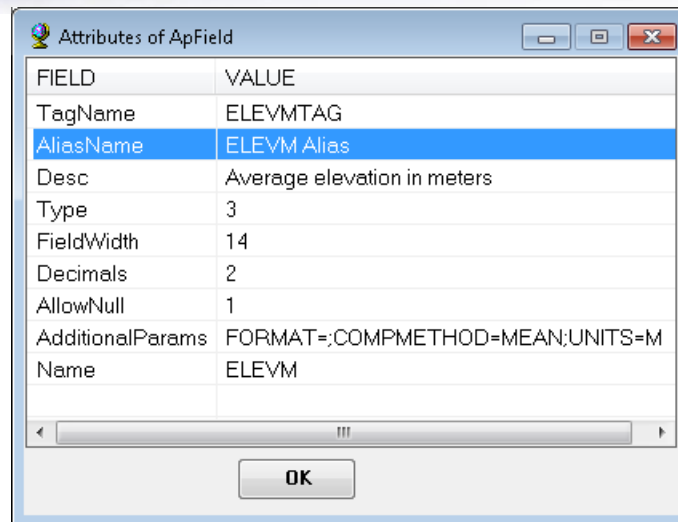 Attributes of ApField
FIELD VALUE
TagName ELEVMTAG
AliasName ELEVM Alias
Desc Average elevation in meters
Type 3
FieldWidth 14
Decimals 2
AllowNull 1
AdditionalParams FORMAT=;COMPMETHOD=MEAN;UNITS=M
Name ELEVM
OK